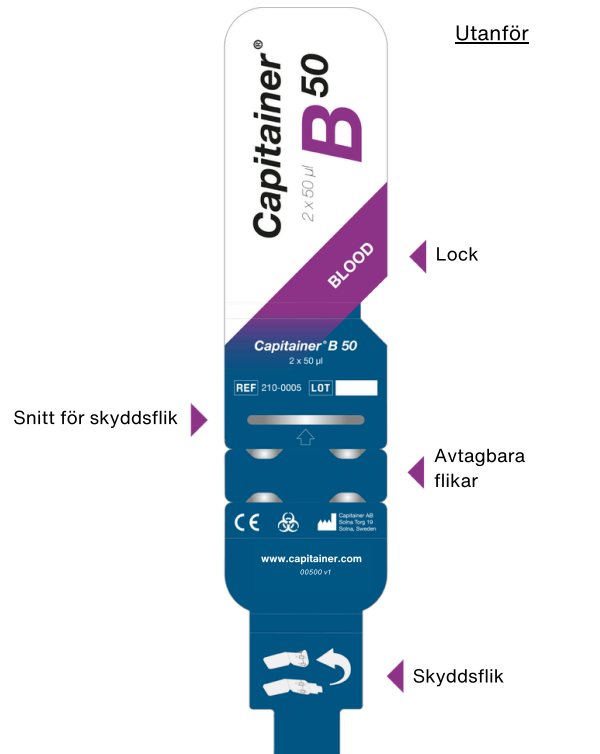 Utanför
Capitainer®
B 50
2 x 50 µl
BLOOD
Lock
Capitainer® B 50
2 x 50 µl
REF 210-0005 LOT
Snitt för skyddsflik
Avtagbara
flikar
CE
Capitainer AB
Solna Torg 19
Solna, Sweden
www.capitainer.com
00500 v1
Skyddsflik